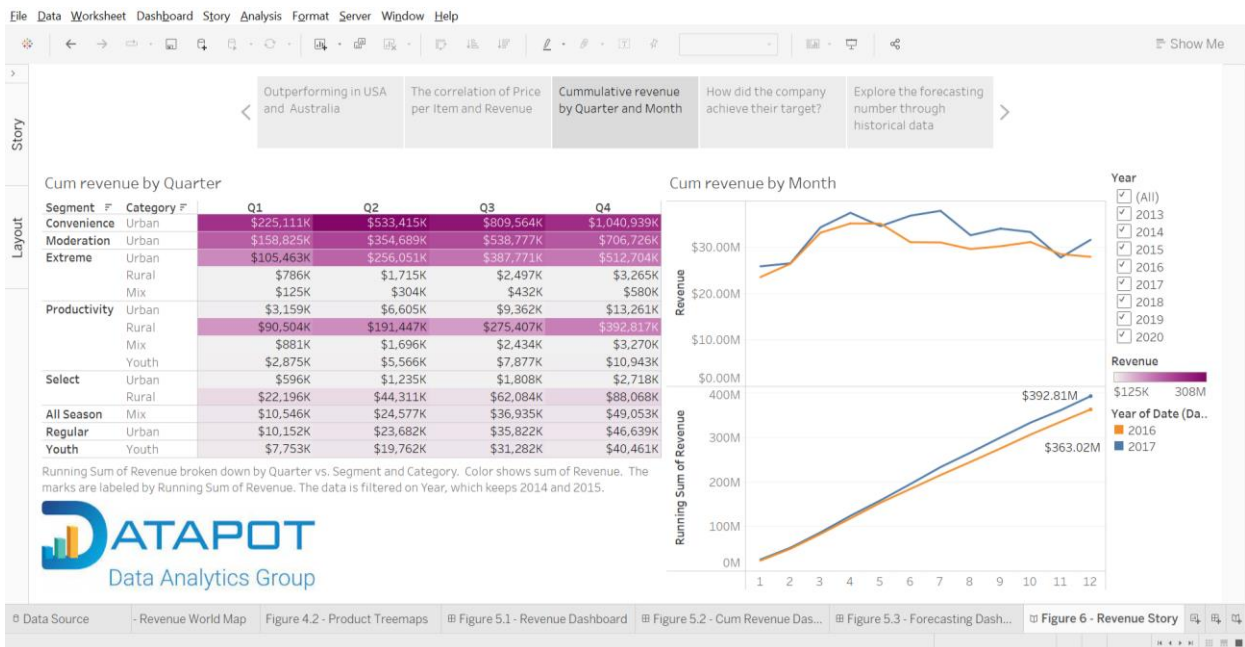 File Data Worksheet Dashboard Story Analysis Format Server Window Help
Show Me
Story
Layout
Outperforming in USA
and Australia
The correlation of Price
per Item and Revenue
Cummulative revenue
by Quarter and Month
How did the company
achieve their target?
Explore the forecasting
number through
historical data
Cum revenue by Quarter
Segment Category Q1 Q2 Q3 Q4
Convenience Urban $225,111K $533,415K $809,564K $1,040,939K
Moderation Urban $158,825K $354,689K $538,777K $706,726K
Extreme Urban $105,463K $256,051K $387,771K $512,704K
Rural $786K $1,715K $2,497K $3,265K
Mix $125K $304K $432K $580K
Productivity Urban $3,159K $6,605K $9,362K $13,261K
Rural $90,504K $191,447K $275,407K $392,817K
Mix $881K $1,696K $2,434K $3,270K
Youth $2,875K $5,566K $7,877K $10,943K
Select Urban $596K $1,235K $1,808K $2,718K
Rural $22,196K $44,311K $62,084K $88,068K
All Season Mix $10,546K $24,577K $36,935K $49,053K
Regular Urban $10,152K $23,682K $35,822K $46,639K
Youth Youth $7,753K $19,762K $31,282K $40,461K
Running Sum of Revenue broken down by Quarter vs. Segment and Category. Color shows sum of Revenue. The
marks are labeled by Running Sum of Revenue. The data is filtered on Year, which keeps 2014 and 2015.
DATAPOT
Data Analytics Group
Cum revenue by Month
Revenue
$30.00M
$20.00M
$10.00M
$0.00M
Running Sum of Revenue
400M
300M
200M
100M
0M
$392.81M
$363.02M
1 2 3 4 5 6 7 8 9 10 11 12
Year
(All)
2013
2014
2015
2016
2017
2018
2019
2020
Revenue
$125K 308M
Year of Date (Da..
2016
2017
Data Source - Revenue World Map Figure 4.2 - Product Treemaps Figure 5.1 - Revenue Dashboard Figure 5.2 - Cum Revenue Das... Figure 5.3 - Forecasting Dash... Figure 6 - Revenue Story